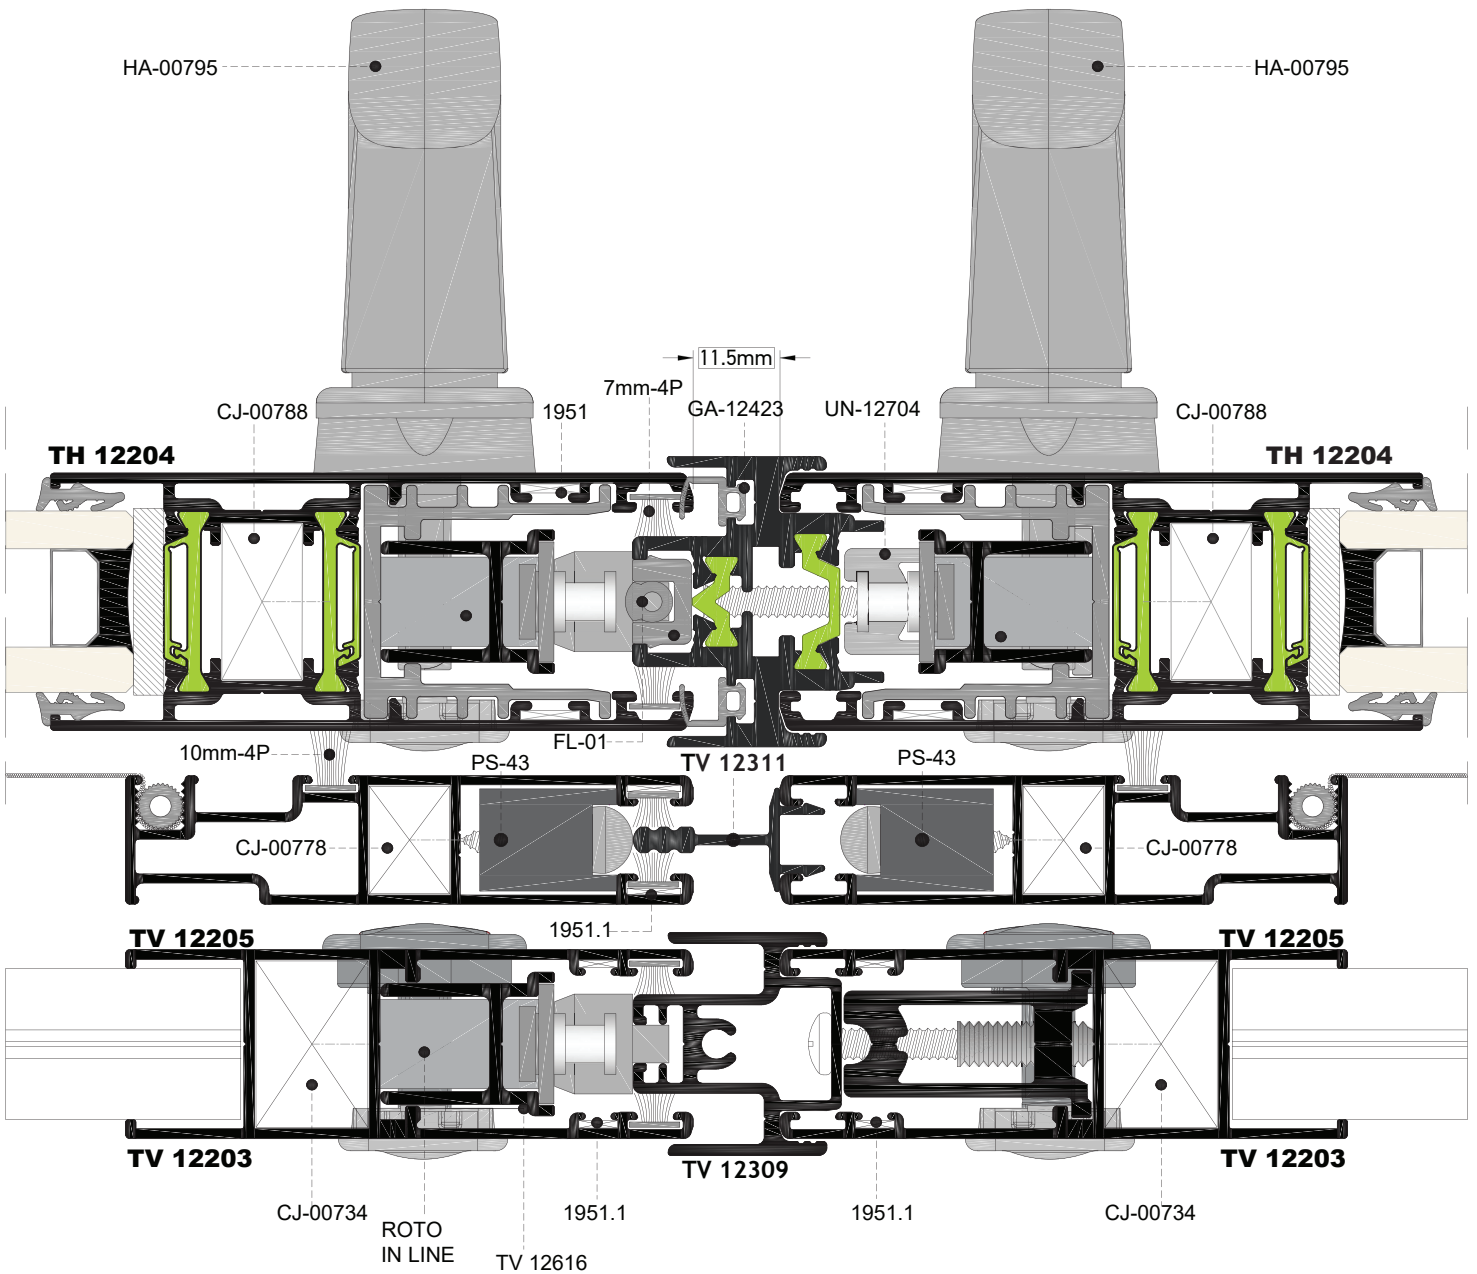 HA-00795
HA-00795
11.5mm
7mm-4P
CJ-00788
1951
GA-12423
UN-12704
CJ-00788
TH 12204
TH 12204
FL-01
10mm-4P
PS-43
TV 12311
PS-43
CJ-00778
CJ-00778
1951.1
TV 12205
TV 12205
TV 12203
TV 12309
TV 12203
CJ-00734
ROTO
IN LINE
TV 12616
1951.1
1951.1
CJ-00734